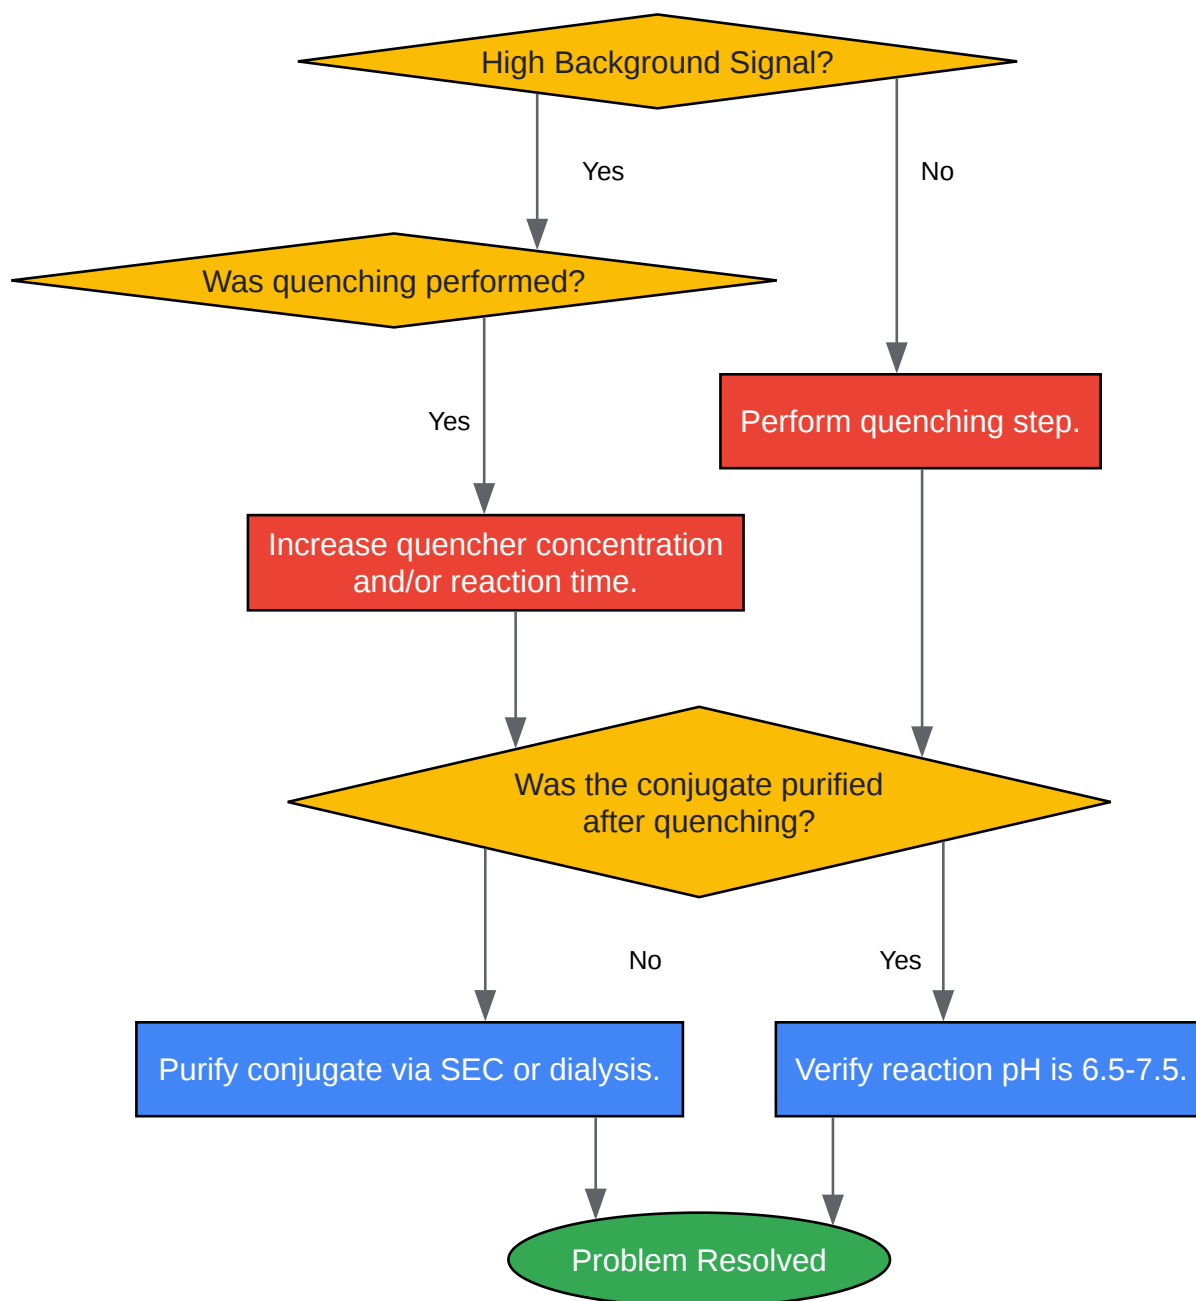 High Background Signal?
Yes
No
Was quenching performed?
Yes
Perform quenching step.
Increase quencher concentration
and/or reaction time.
Was the conjugate purified
after quenching?
No
Yes
Purify conjugate via SEC or dialysis.
Verify reaction pH is 6.5-7.5.
Problem Resolved